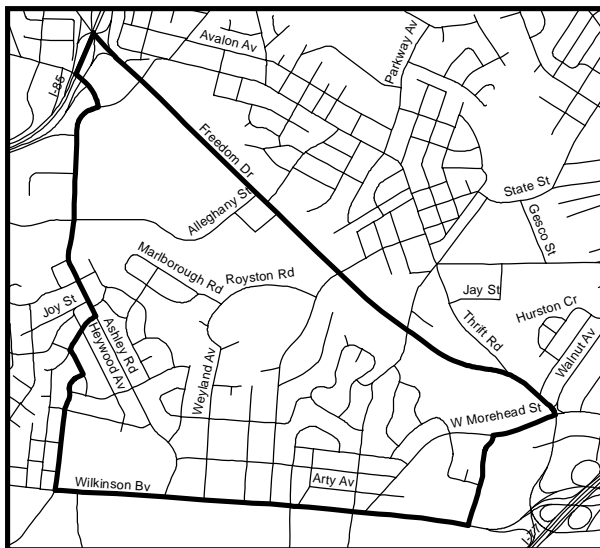 Avalon Av
Parkway Av
I-85
Freedom Dr
State St
Alleghany St
Gesco St
Marlborough Rd
Royston Rd
Jay St
Joy St
Hurston Cr
Thrift Rd
Walnut Av
Ashley Rd
Heywood Av
Weyland Av
W Morehead St
Wilkinson Bv
Arty Av